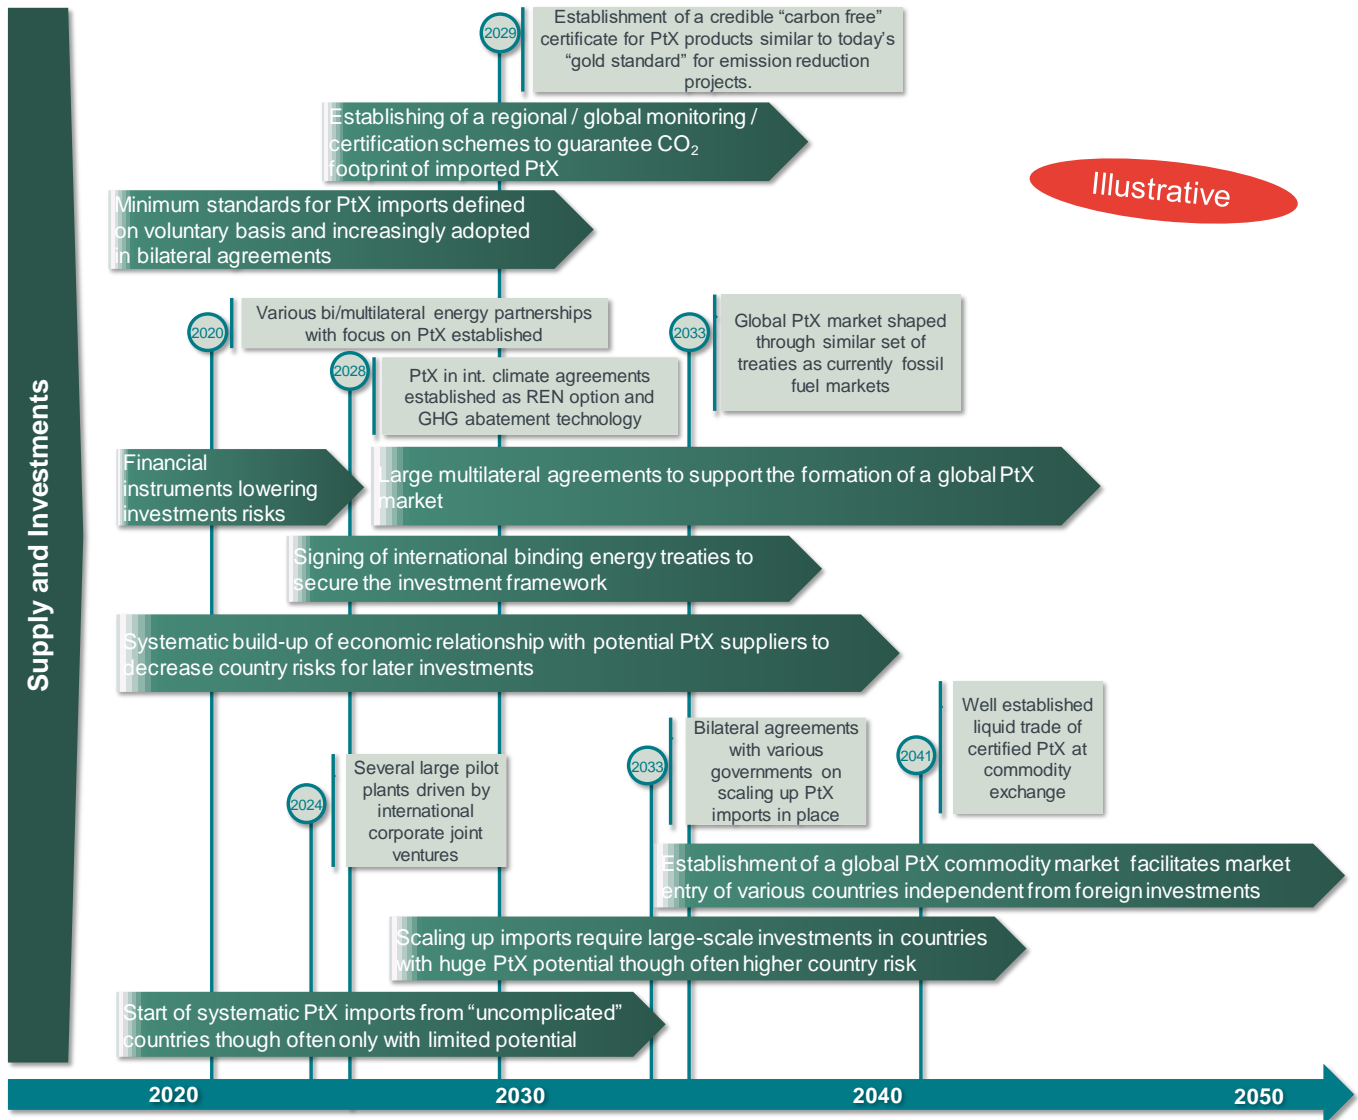 Supply and Investments
2029
Establishment of a credible “carbon free”
certificate for PtX products similar to today’s
“gold standard” for emission reduction
projects.
Establishing of a regional / global monitoring /
certification schemes to guarantee CO₂
footprint of imported PtX
Illustrative
Minimum standards for PtX imports defined
on voluntary basis and increasingly adopted
in bilateral agreements
2020
Various bi/multilateral energy partnerships
with focus on PtX established
2028
PtX in int. climate agreements
established as REN option and
GHG abatement technology
2033
Global PtX market shaped
through similar set of
treaties as currently fossil
fuel markets
Financial
instruments lowering
investments risks
Large multilateral agreements to support the formation of a global PtX
market
Signing of international binding energy treaties to
secure the investment framework
Systematic build-up of economic relationship with potential PtX suppliers to
decrease country risks for later investments
2024
Several large pilot
plants driven by
international
corporate joint
ventures
2033
Bilateral agreements
with various
governments on
scaling up PtX
imports in place
2041
Well established
liquid trade of
certified PtX at
commodity
exchange
Establishment of a global PtX commodity market facilitates market
entry of various countries independent from foreign investments
Scaling up imports require large-scale investments in countries
with huge PtX potential though often higher country risk
Start of systematic PtX imports from “uncomplicated”
countries though often only with limited potential
2020
2030
2040
2050